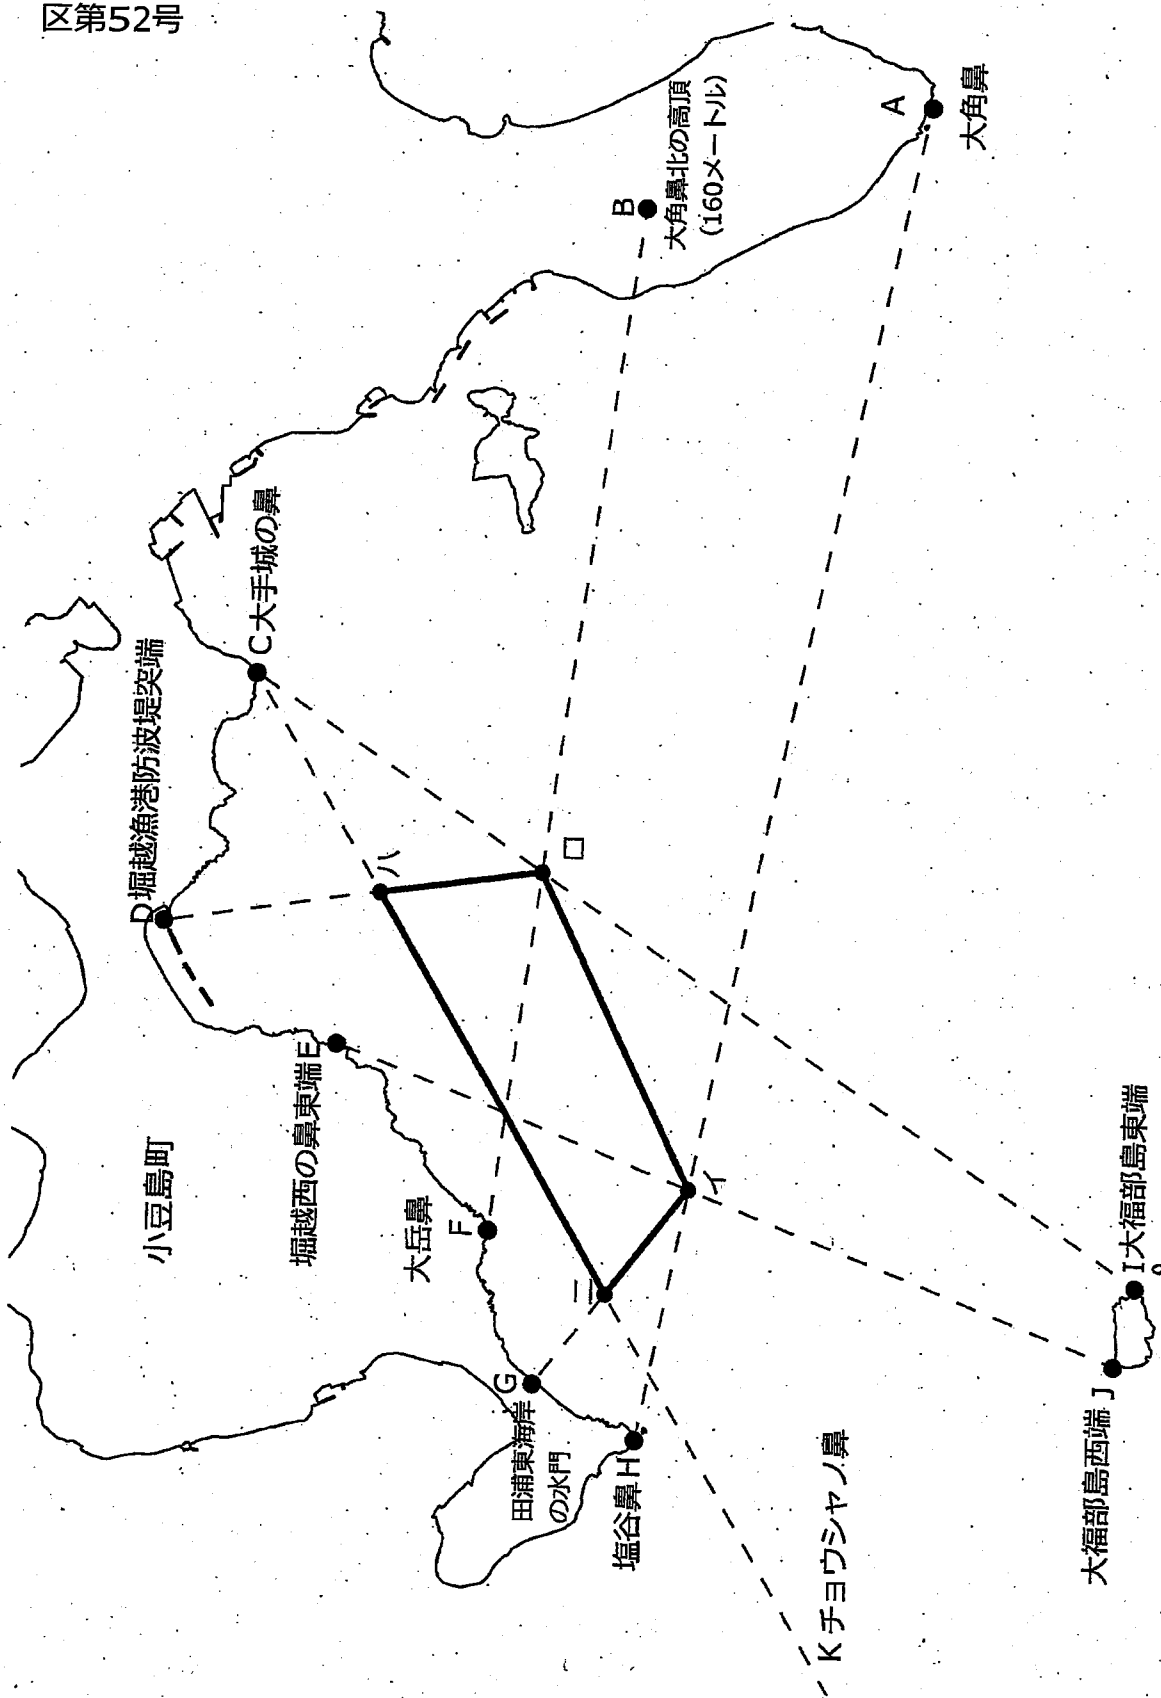 区第52号
小豆島町
D堀越漁港防波堤突端
C大手城の鼻
堀越西の鼻東端E
大岳鼻
F
G
田浦東海岸
の水門
塩谷鼻H
B
大角鼻北の高頂
(160メートル)
A
大角鼻
ハ
ロ
ニ
イ
Kチョウシャノ鼻
大福部島西端J
I大福部島東端